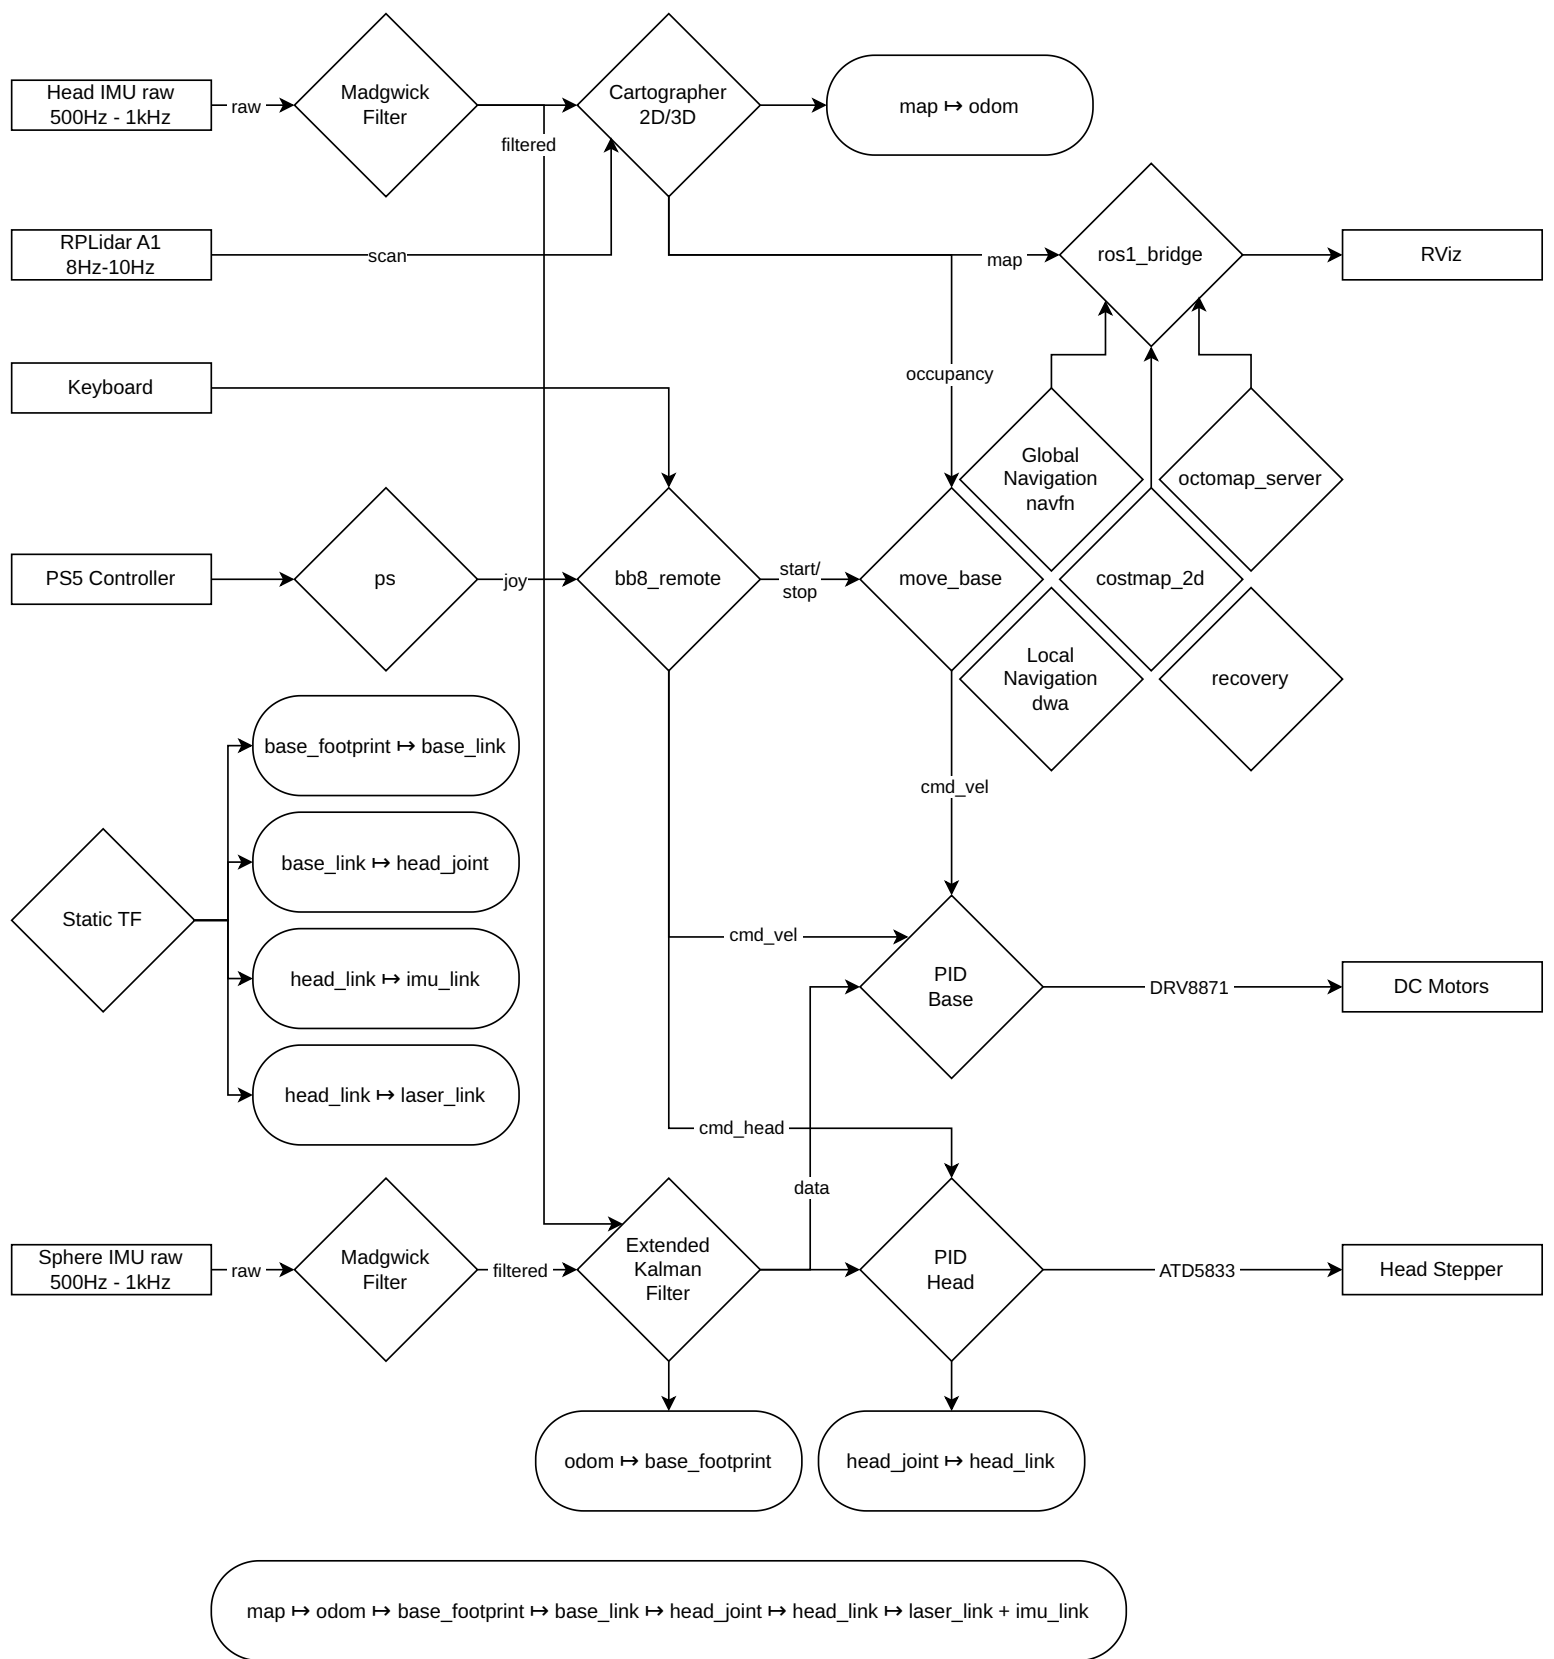 Head IMU raw
500Hz - 1kHz
raw
Madgwick
Filter
filtered
Cartographer
2D/3D
map ↦ odom
RPLidar A1
8Hz-10Hz
scan
map
ros1_bridge
RViz
Keyboard
occupancy
Global
Navigation
navfn
octomap_server
PS5 Controller
ps
joy
bb8_remote
start/
stop
move_base
costmap_2d
Local
Navigation
dwa
recovery
base_footprint ↦ base_link
cmd_vel
base_link ↦ head_joint
Static TF
cmd_vel
head_link ↦ imu_link
PID
Base
DRV8871
DC Motors
head_link ↦ laser_link
cmd_head
data
Sphere IMU raw
500Hz - 1kHz
raw
Madgwick
Filter
filtered
Extended
Kalman
Filter
PID
Head
ATD5833
Head Stepper
odom ↦ base_footprint
head_joint ↦ head_link
map ↦ odom ↦ base_footprint ↦ base_link ↦ head_joint ↦ head_link ↦ laser_link + imu_link